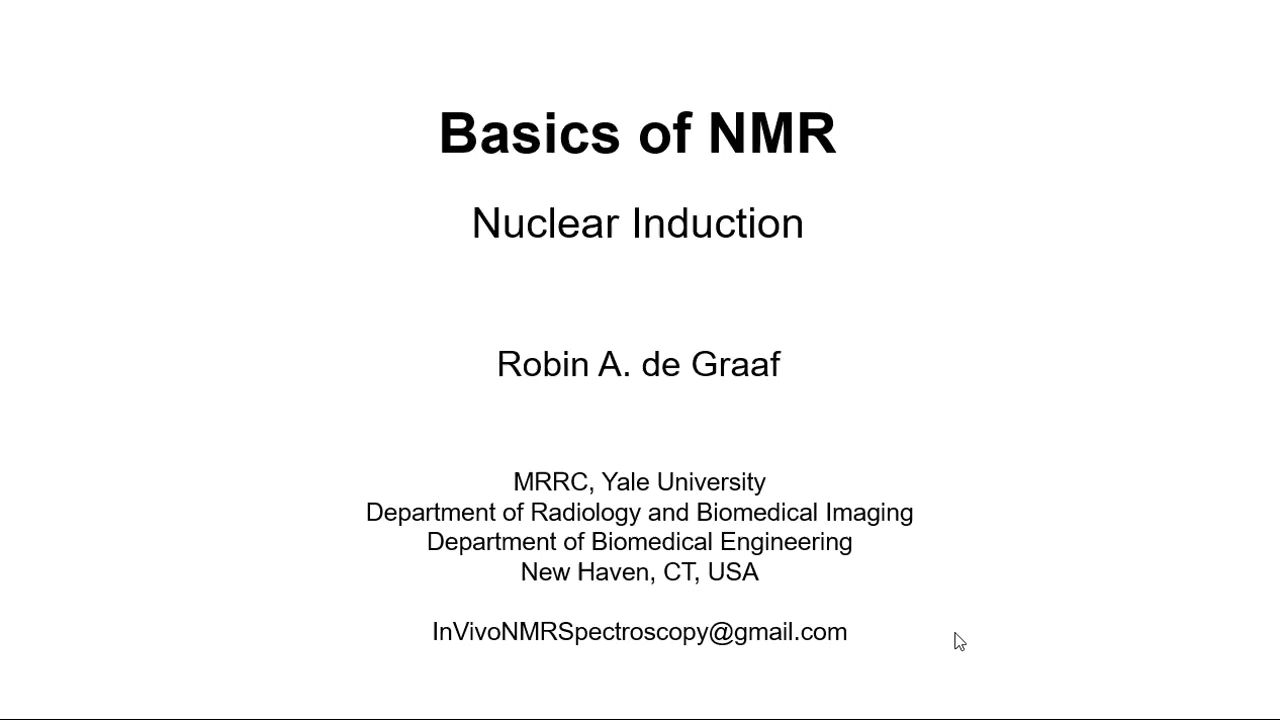 Basics of NMR
Nuclear Induction
Robin A. de Graaf
MRRC, Yale University
Department of Radiology and Biomedical Imaging
Department of Biomedical Engineering
New Haven, CT, USA
InVivoNMRSpectroscopy@gmail.com